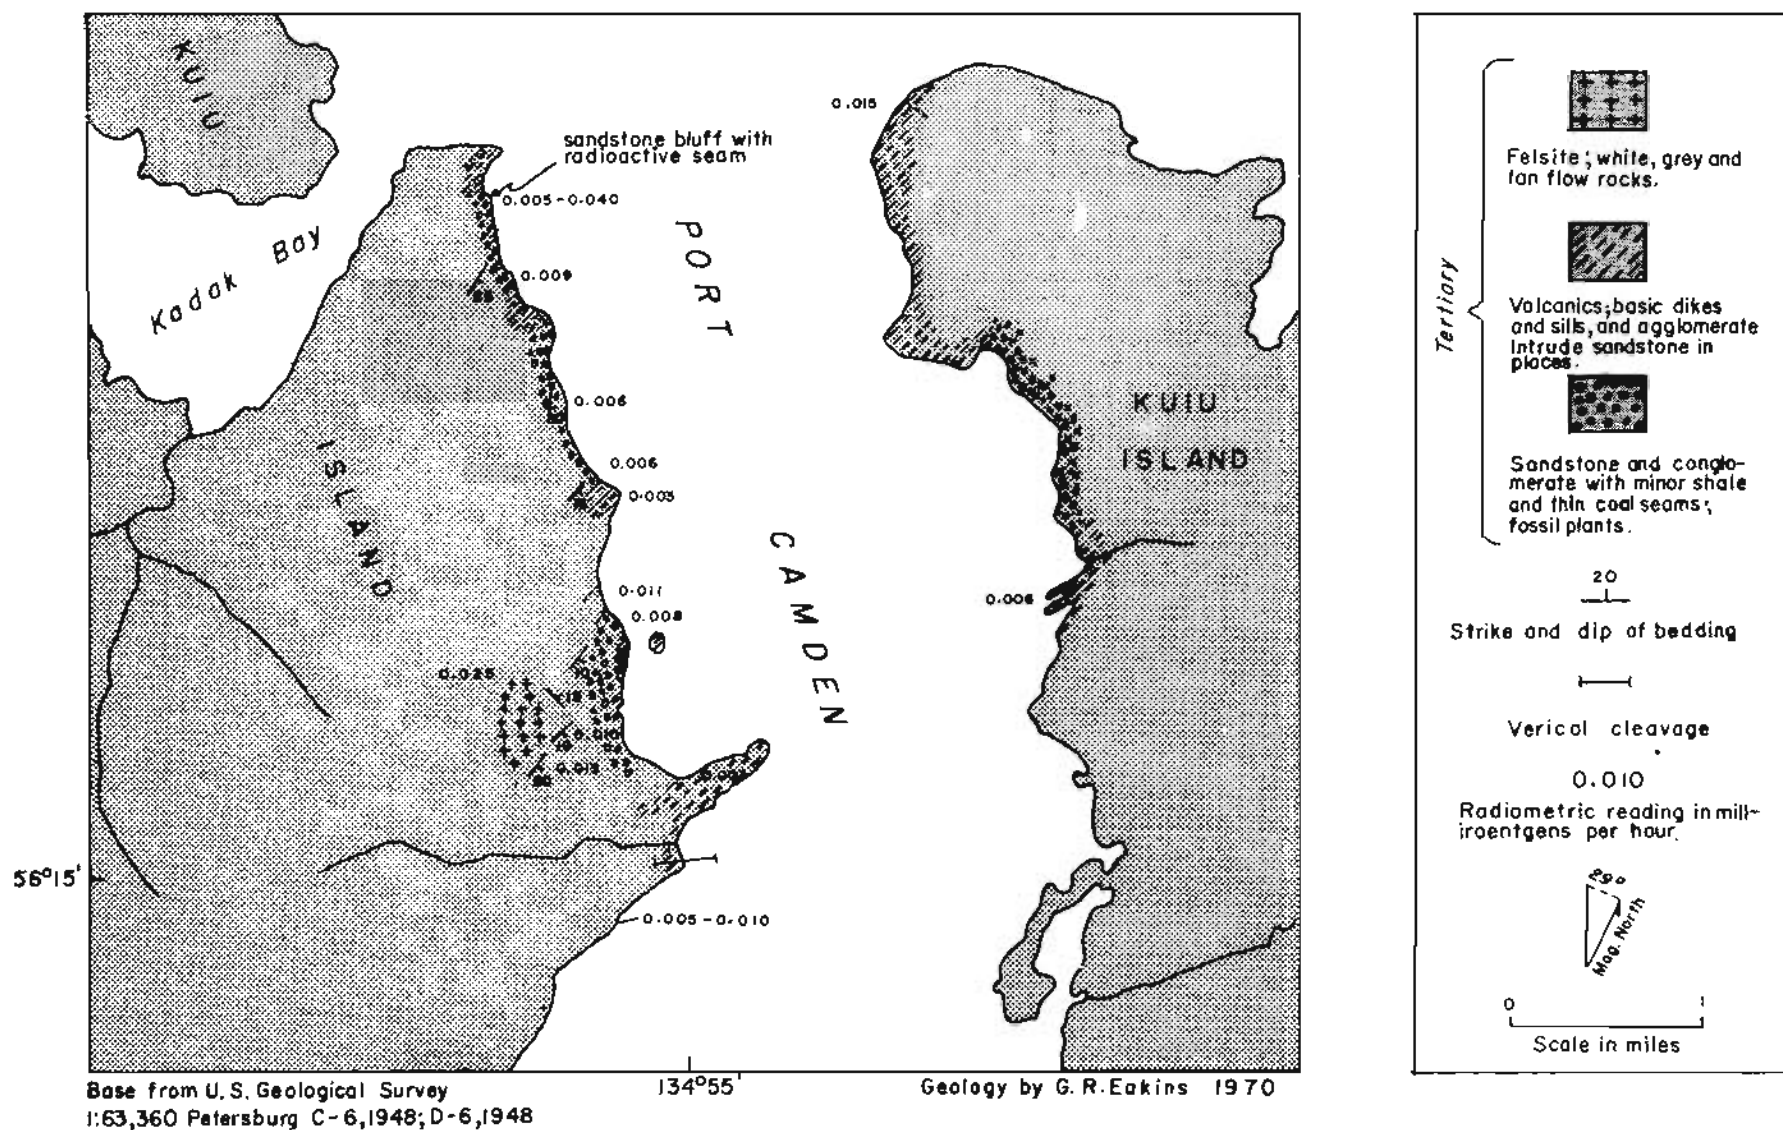 KUIU
ISLAND
Kadak Bay
sandstone bluff with
radioactive seam
0.005-0.040
0.009
0.006
0.006
0.011
0.008
0.025
10
15
0.010
0.013
0.005-0.010
PORT
CAMDEN
0.015
KUIU
ISLAND
0.006
56°15'
134°55'
Base from U.S. Geological Survey
1:63,360 Petersburg C-6,1948; D-6,1948
Geology by G.R. Eakins 1970
Tertiary
Felsite; white, grey and
tan flow rocks.
Volcanics; basic dikes
and sills, and agglomerate
Intrude sandstone in
places.
Sandstone and conglo-
merate with minor shale
and thin coal seams;
fossil plants.
20
Strike and dip of bedding
Verical cleavage
0.010
Radiometric reading in mill-
iroentgens per hour.
29°
Mag. North
0 1
Scale in miles